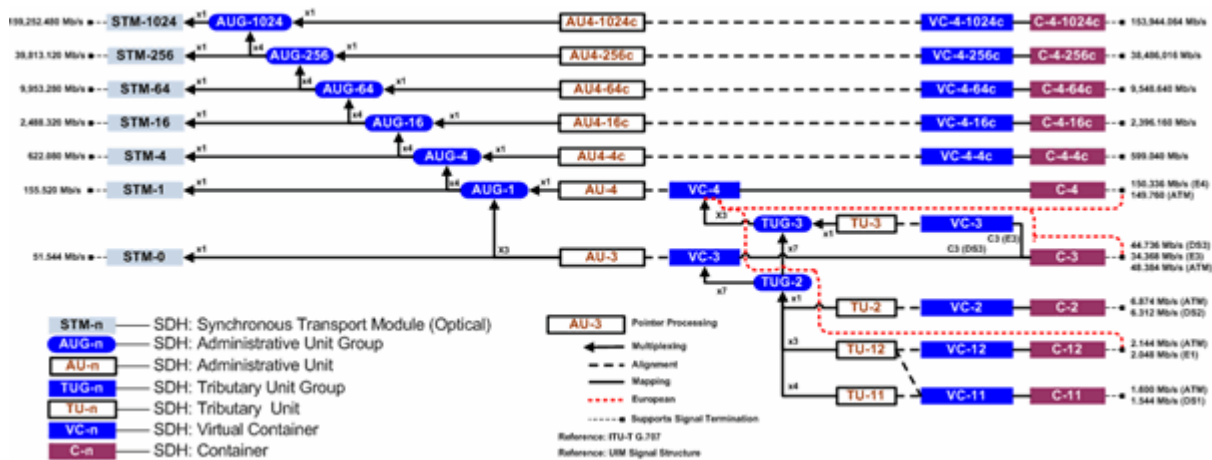 159,252.480 Mb/s STM-1024 x1 AUG-1024 x1 AU4-1024c VC-4-1024c C-4-1024c 153,944.064 Mb/s
x4
39,813.120 Mb/s STM-256 x1 AUG-256 x1 AU4-256c VC-4-256c C-4-256c 38,486,016 Mb/s
x4
9,953.280 Mb/s STM-64 x1 AUG-64 x1 AU4-64c VC-4-64c C-4-64c 9,548.640 Mb/s
x4
2,488.320 Mb/s STM-16 x1 AUG-16 x1 AU4-16c VC-4-16c C-4-16c 2,396.160 Mb/s
x4
622.080 Mb/s STM-4 x1 AUG-4 x1 AU4-4c VC-4-4c C-4-4c 599.040 Mb/s
x4
155.520 Mb/s STM-1 x1 AUG-1 x1 AU-4 VC-4 C-4 150.336 Mb/s (E4)
149.760 (ATM)
X3 TUG-3 x1 TU-3 VC-3
C3 (E3)
x7
C3 (DS3)
51.544 Mb/s STM-0 x1 X3 AU-3 VC-3 C-3 44.736 Mb/s (DS3)
34.368 Mb/s (E3)
48.384 Mb/s (ATM)
x7 TUG-2
x1 TU-2 VC-2 C-2 6.874 Mb/s (ATM)
6.312 Mb/s (DS2)
x3 TU-12 VC-12 C-12 2.144 Mb/s (ATM)
2.048 Mb/s (E1)
x4 TU-11 VC-11 C-11 1.600 Mb/s (ATM)
1.544 Mb/s (DS1)
STM-n SDH: Synchronous Transport Module (Optical)
AUG-n SDH: Administrative Unit Group
AU-n SDH: Administrative Unit
TUG-n SDH: Tributary Unit Group
TU-n SDH: Tributary Unit
VC-n SDH: Virtual Container
C-n SDH: Container
AU-3 Pointer Processing
Multiplexing
Alignment
Mapping
European
Supports Signal Termination
Reference: ITU-T G.707
Reference: UIM Signal Structure